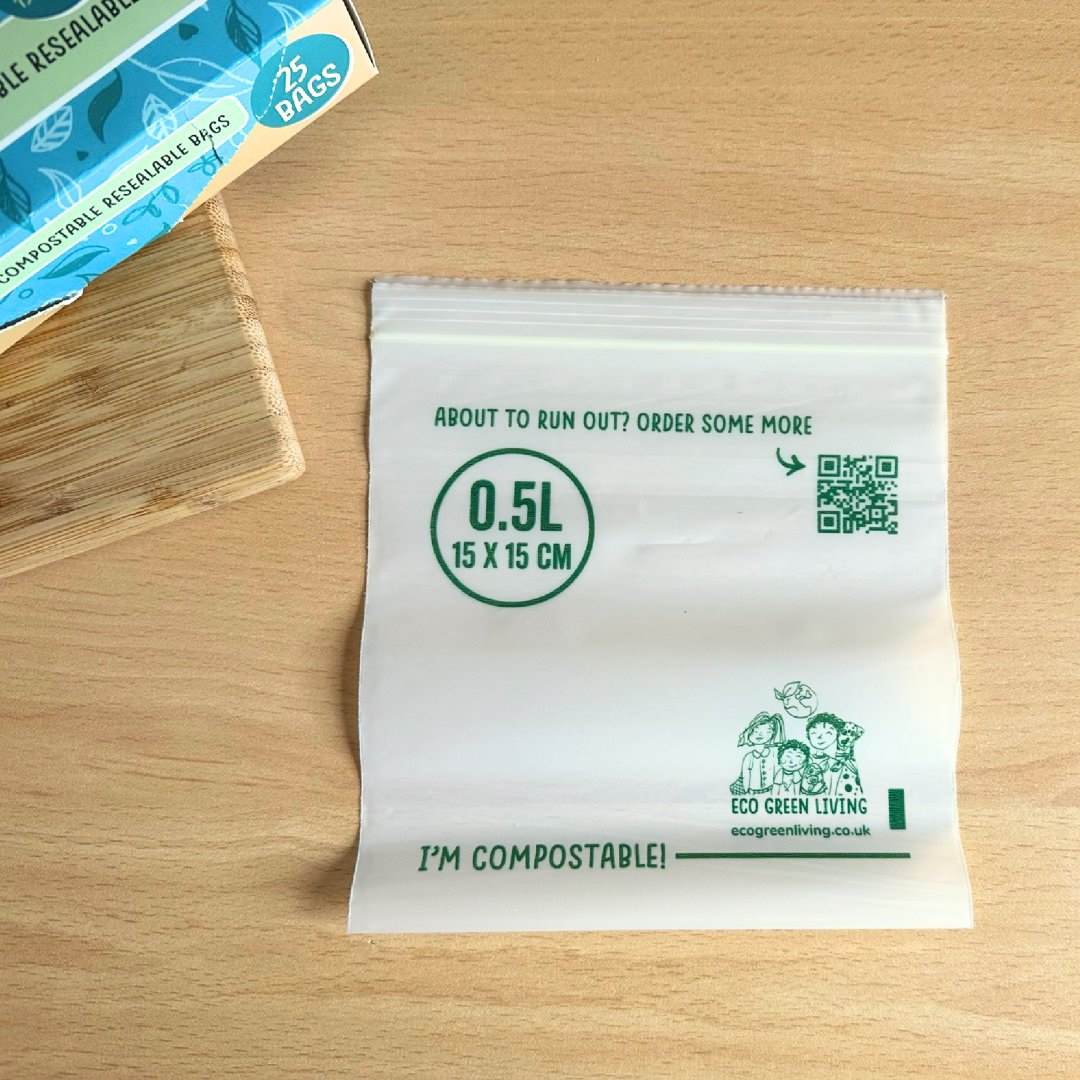 BLE RESEALABLE
25
BAGS
COMPOSTABLE RESEALABLE BAGS
ABOUT TO RUN OUT? ORDER SOME MORE
0.5L
15 X 15 CM
ECO GREEN LIVING
ecogreenliving.co.uk
I'M COMPOSTABLE!